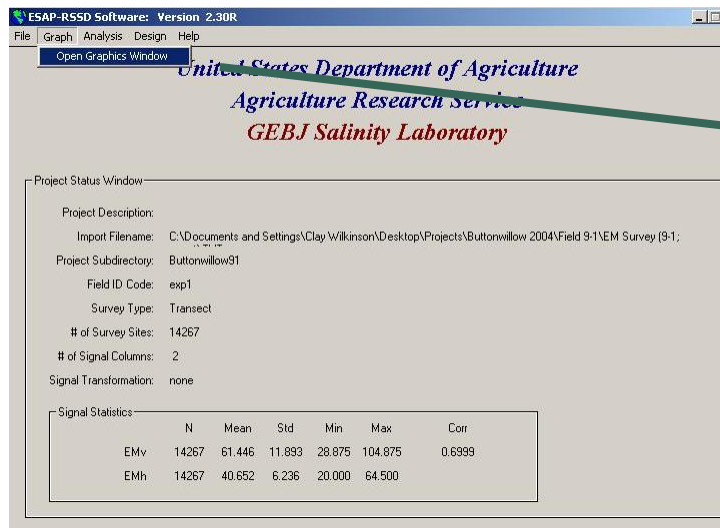 ESAP-RSSD Software: Version 2.30R
File Graph Analysis Design Help
Open Graphics Window
United States Department of Agriculture
Agriculture Research Service
GEBJ Salinity Laboratory
Project Status Window
Project Description:
Import Filename: C:\Documents and Settings\Clay Wilkinson\Desktop\Projects\Buttonwillow 2004\Field 9-1\EM Survey (9-1;
Project Subdirectory: Buttonwillow91
Field ID Code: exp1
Survey Type: Transect
# of Survey Sites: 14267
# of Signal Columns: 2
Signal Transformation: none
Signal Statistics
N Mean Std Min Max Corr
EMv 14267 61.446 11.893 28.875 104.875 0.6999
EMh 14267 40.652 6.236 20.000 64.500